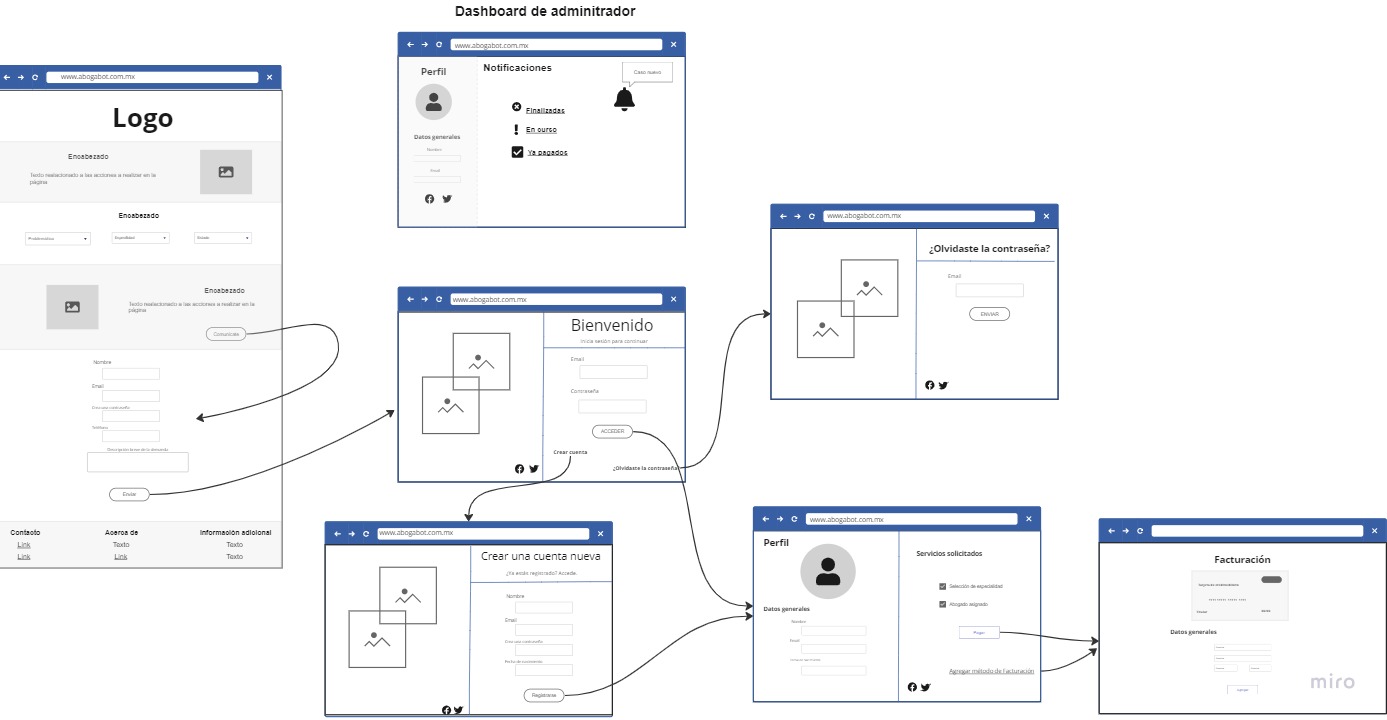 Dashboard de adminitrador
www.abogabot.com.mx
Perfil
Datos generales
Nombre
Email
Notificaciones
Caso nuevo
Finalizadas
En curso
Ya pagados
www.abogabot.com.mx
Logo
Encabezado
Texto realacionado a las acciones a realizar en la
página
Encabezado
Problemática
Especialidad
Estado
Encabezado
Texto realacionado a las acciones a realizar en la
página
Comunícate
Nombre
Email
Crea una contraseña
Teléfono
Descripción breve de la demanda
Enviar
Contacto
Link
Link
Acerca de
Texto
Link
Información adicional
Texto
Texto
www.abogabot.com.mx
Bienvenido
Inicia sesión para continuar
Email
Contraseña
ACCEDER
Crear cuenta
¿Olvidaste la contraseña?
www.abogabot.com.mx
¿Olvidaste la contraseña?
Email
ENVIAR
www.abogabot.com.mx
Crear una cuenta nueva
¿Ya estás registrado? Accede.
Nombre
Email
Crea una contraseña
Fecha de nacimiento
Registrarse
www.abogabot.com.mx
Perfil
Datos generales
Nombre
Email
Servicios solicitados
Selección de especialidad
Abogado asignado
Pagar
Agregar método de facturación
Facturación
Datos generales
miro